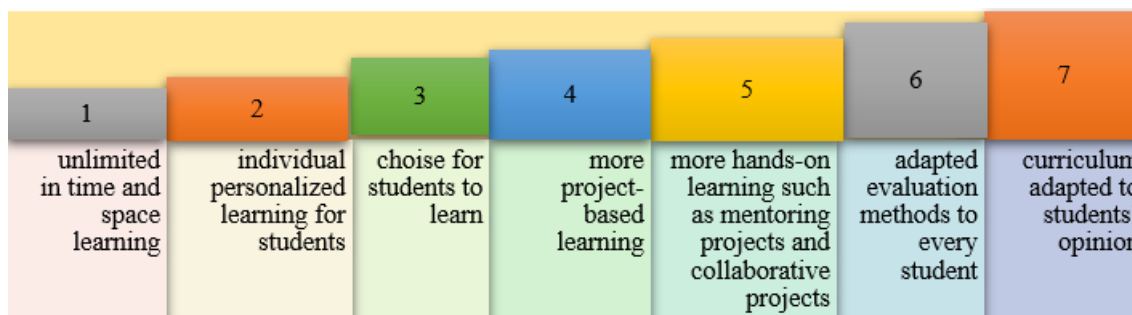 1
unlimited
in time and
space
learning
2
individual
personalized
learning for
students
3
choise for
students to
learn
4
more
project-
based
learning
5
more hands-on
learning such
as mentoring
projects and
collaborative
projects
6
adapted
evaluation
methods to
every
student
7
curriculum
adapted to
students
opinion